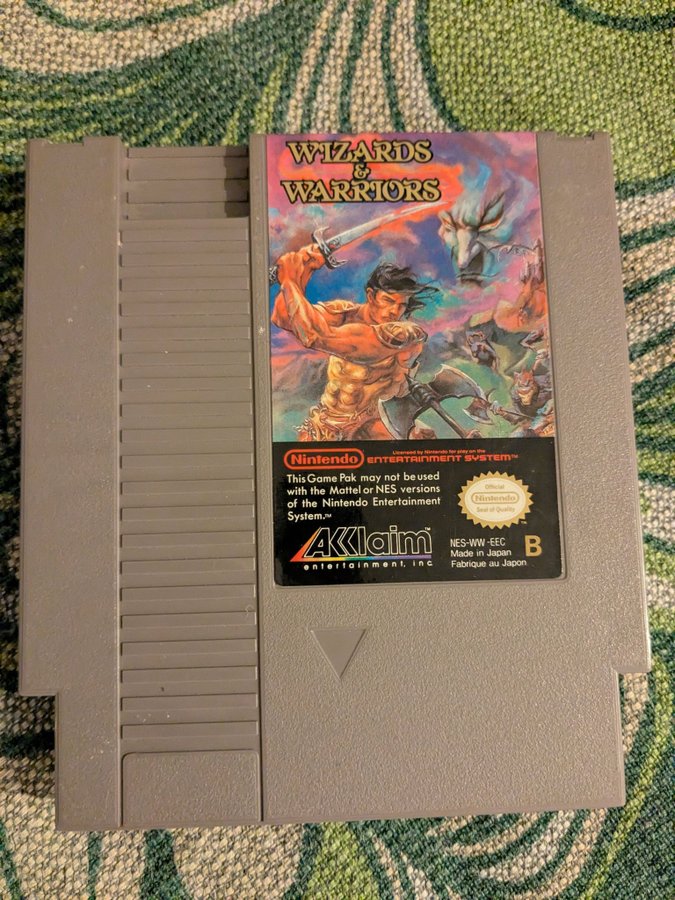 WIZARDS
&
WARRIORS
Nintendo
Licensed by Nintendo for play on the
ENTERTAINMENT SYSTEM™
This Game Pak may not be used
with the Mattel or NES versions
of the Nintendo Entertainment
System.™
Official
Nintendo
Seal of Quality
AKKlaim™
entertainment, inc.
NES-WW-EEC
Made in Japan
Fabrique au Japon
B